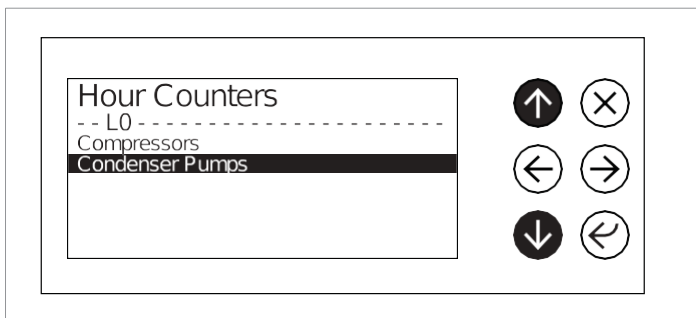 Hour Counters
- - L0 - - - - - - - - - - - - - - - - - - - - - -
Compressors
Condenser Pumps